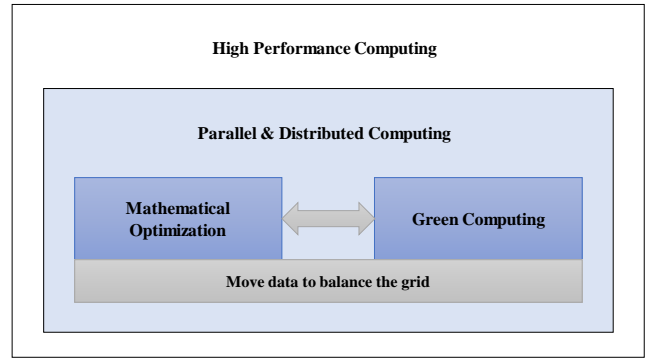 High Performance Computing
Parallel & Distributed Computing
Mathematical
Optimization
Green Computing
Move data to balance the grid